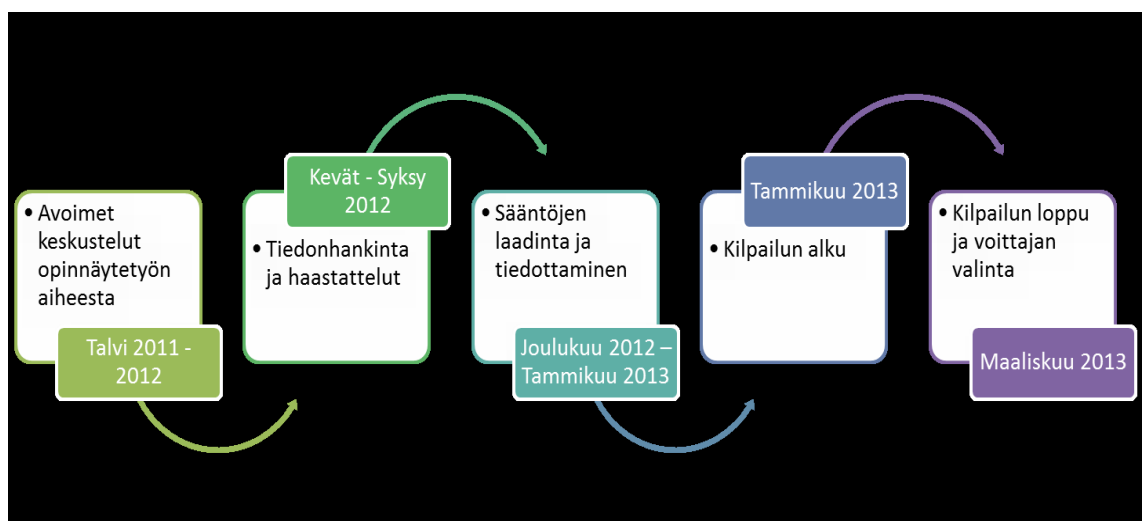 • Avoimet
keskustelut
opinnäytetyön
aiheesta
Talvi 2011 -
2012
Kevät - Syksy
2012
• Tiedonhankinta
ja haastattelut
• Sääntöjen
laadinta ja
tiedottaminen
Joulukuu 2012 –
Tammikuu 2013
Tammikuu 2013
• Kilpailun alku
• Kilpailun loppu
ja voittajan
valinta
Maaliskuu 2013